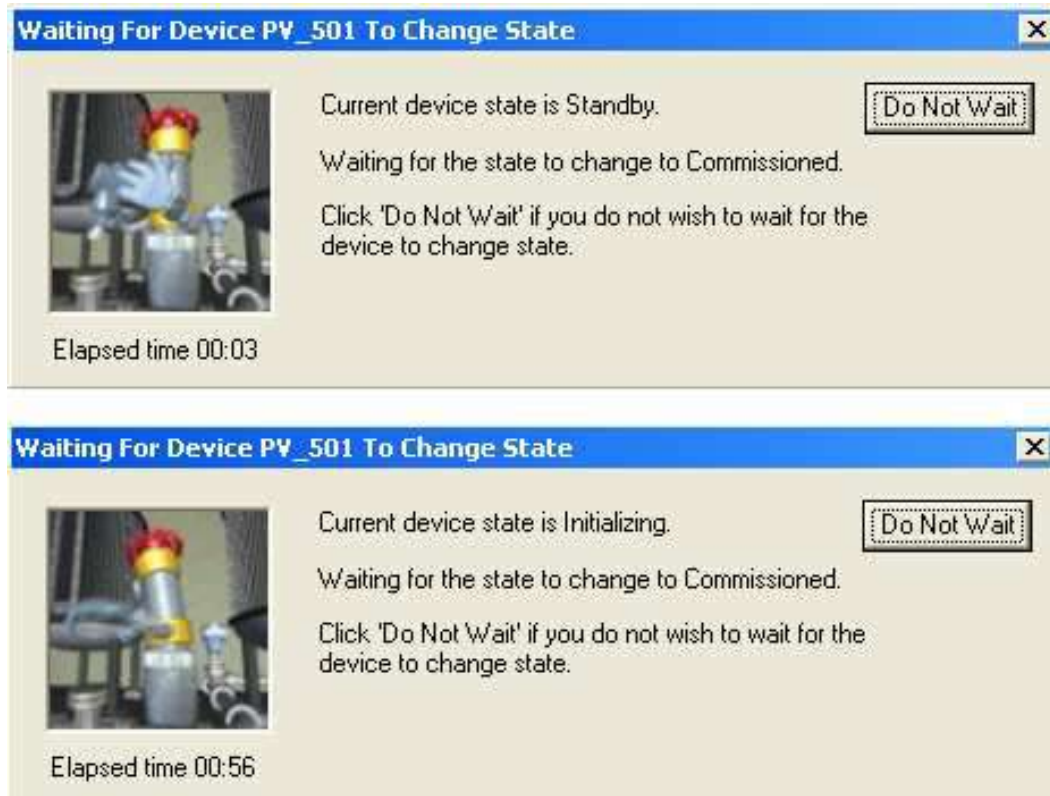 Waiting For Device PV_501 To Change State
Current device state is Standby.
Do Not Wait
Waiting for the state to change to Commissioned.
Click 'Do Not Wait' if you do not wish to wait for the
device to change state.
Elapsed time 00:03
Waiting For Device PV_501 To Change State
Current device state is Initializing.
Do Not Wait
Waiting for the state to change to Commissioned.
Click 'Do Not Wait' if you do not wish to wait for the
device to change state.
Elapsed time 00:56